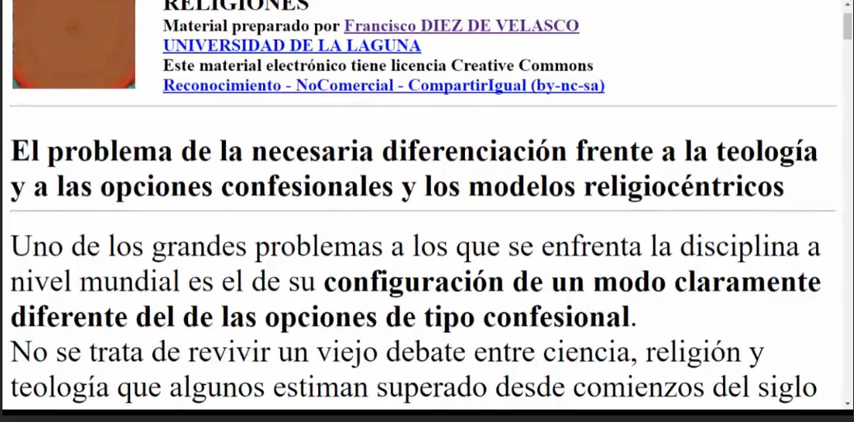 RELIGIONES
Material preparado por Francisco DIEZ DE VELASCO
UNIVERSIDAD DE LA LAGUNA
Este material electrónico tiene licencia Creative Commons
Reconocimiento - NoComercial - CompartirIgual (by-nc-sa)
El problema de la necesaria diferenciación frente a la teología
y a las opciones confesionales y los modelos religiocéntricos
Uno de los grandes problemas a los que se enfrenta la disciplina a
nivel mundial es el de su configuración de un modo claramente
diferente del de las opciones de tipo confesional.
No se trata de revivir un viejo debate entre ciencia, religión y
teología que algunos estiman superado desde comienzos del siglo